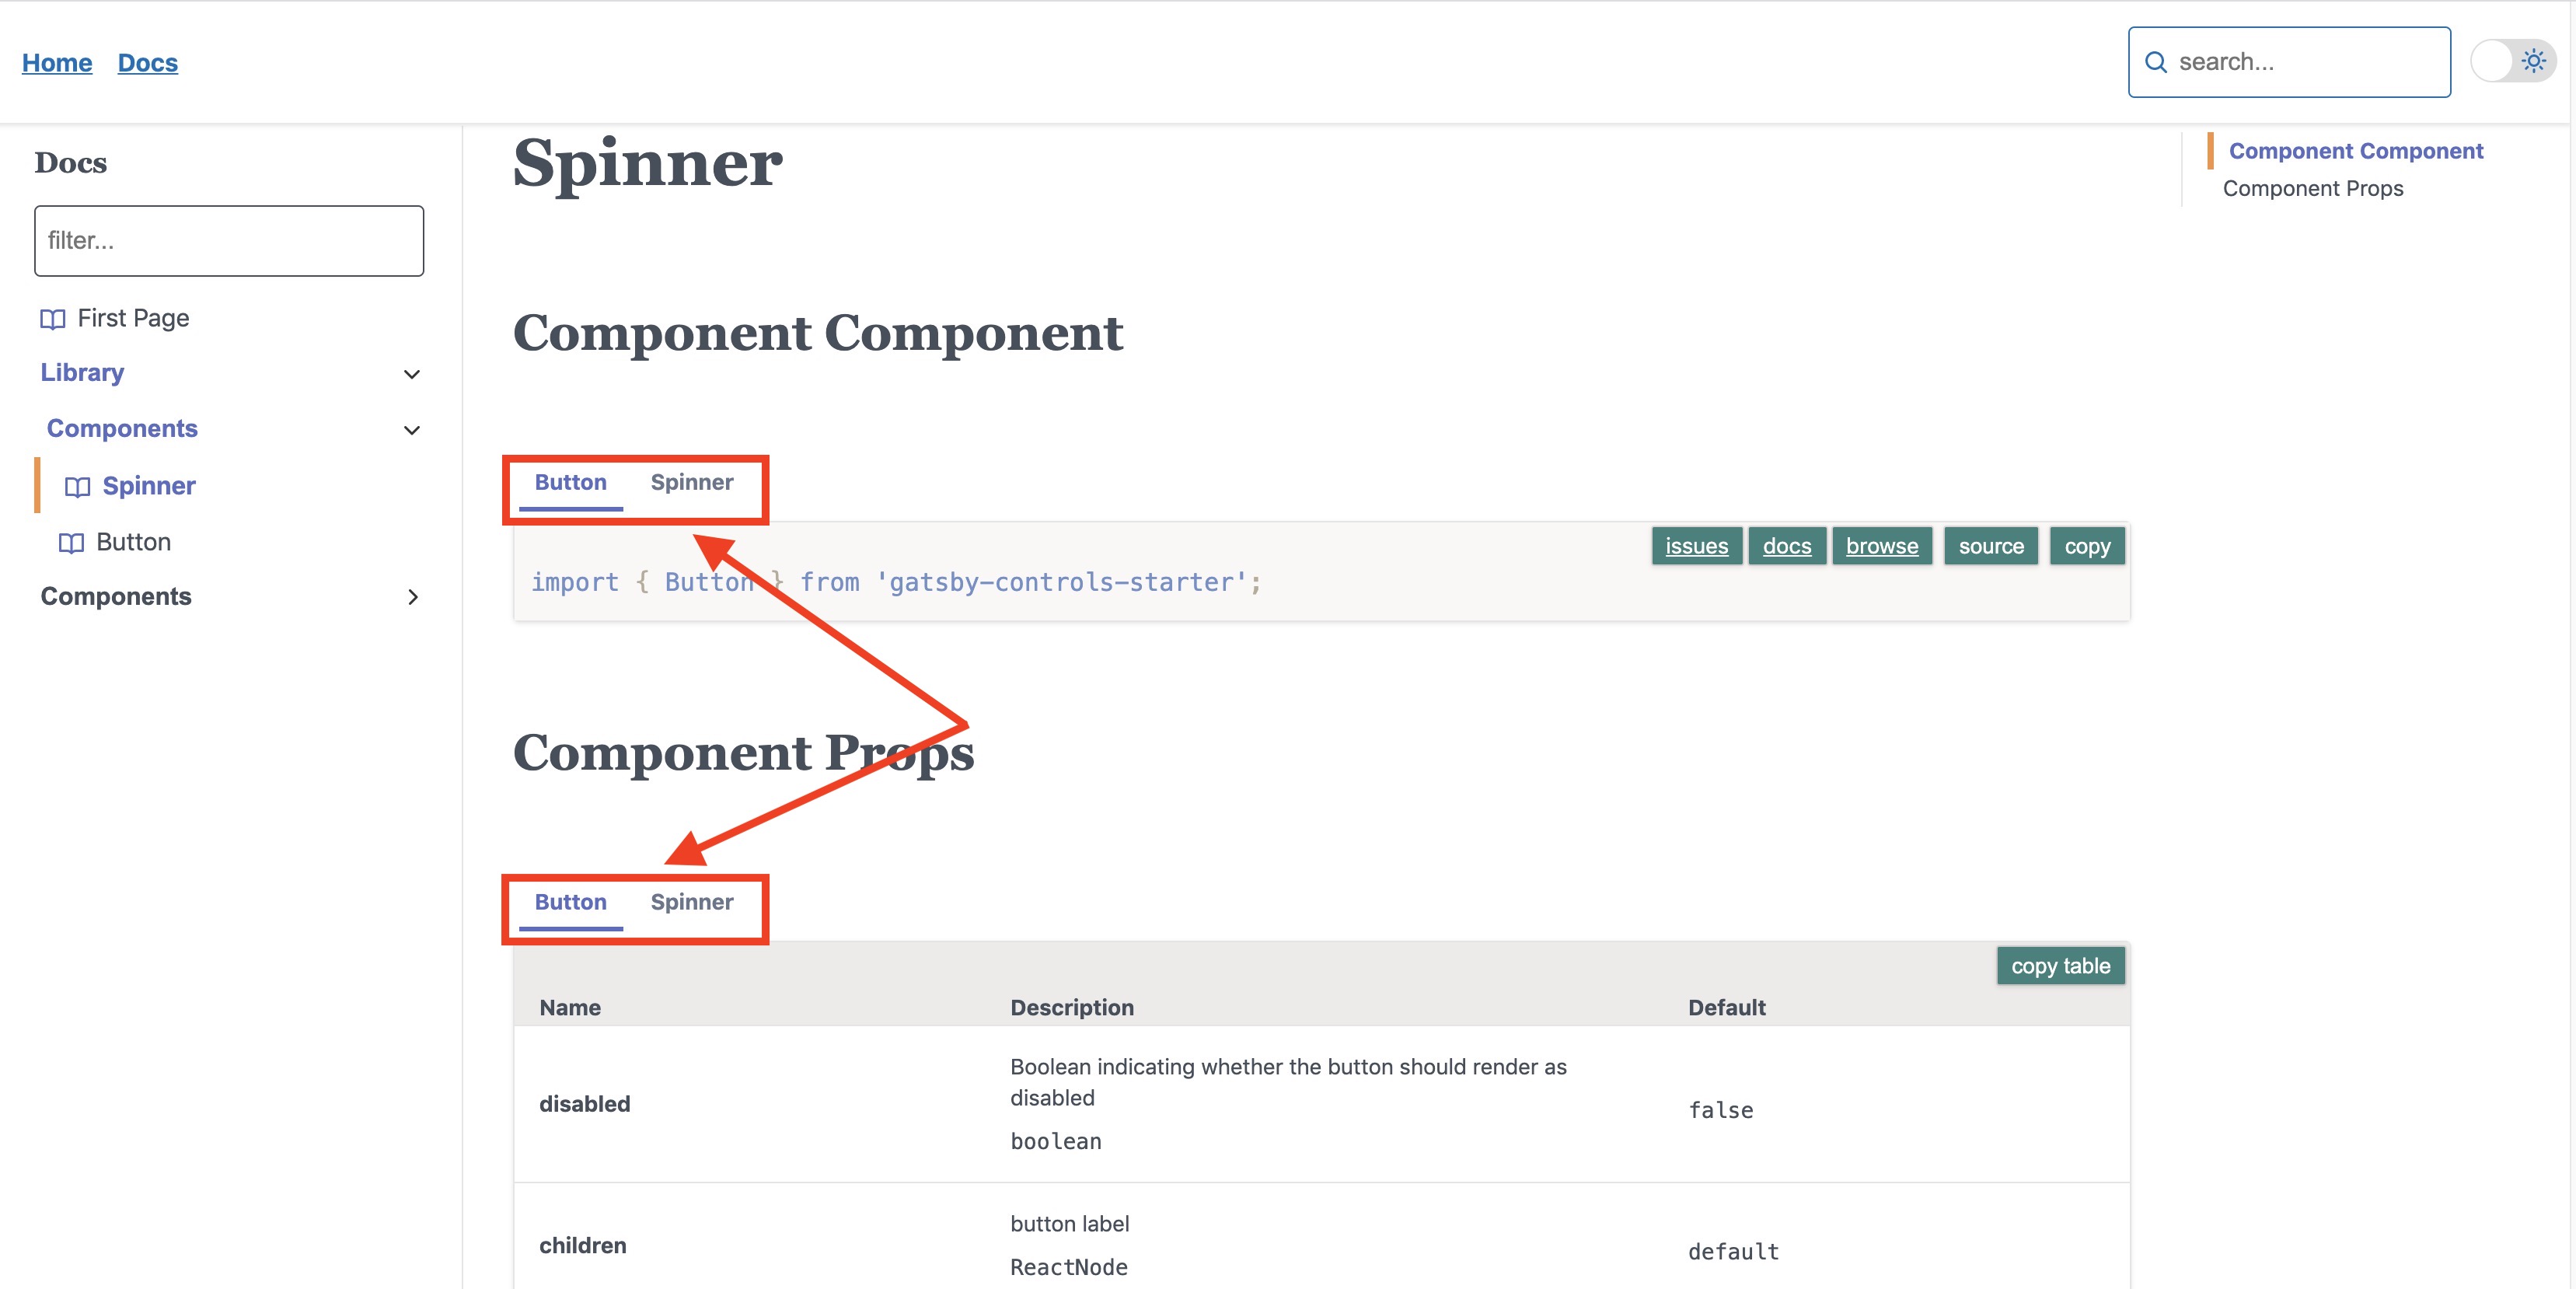 Home Docs
search...
Docs
filter...
First Page
Library
Components
Spinner
Button
Components
Spinner
Component Component
Button Spinner
issues docs browse source copy
import { Button } from 'gatsby-controls-starter';
Component Props
Button Spinner
copy table
Name Description Default
disabled
Boolean indicating whether the button should render as
disabled
boolean
false
children
button label
ReactNode
default
Component Component
Component Props